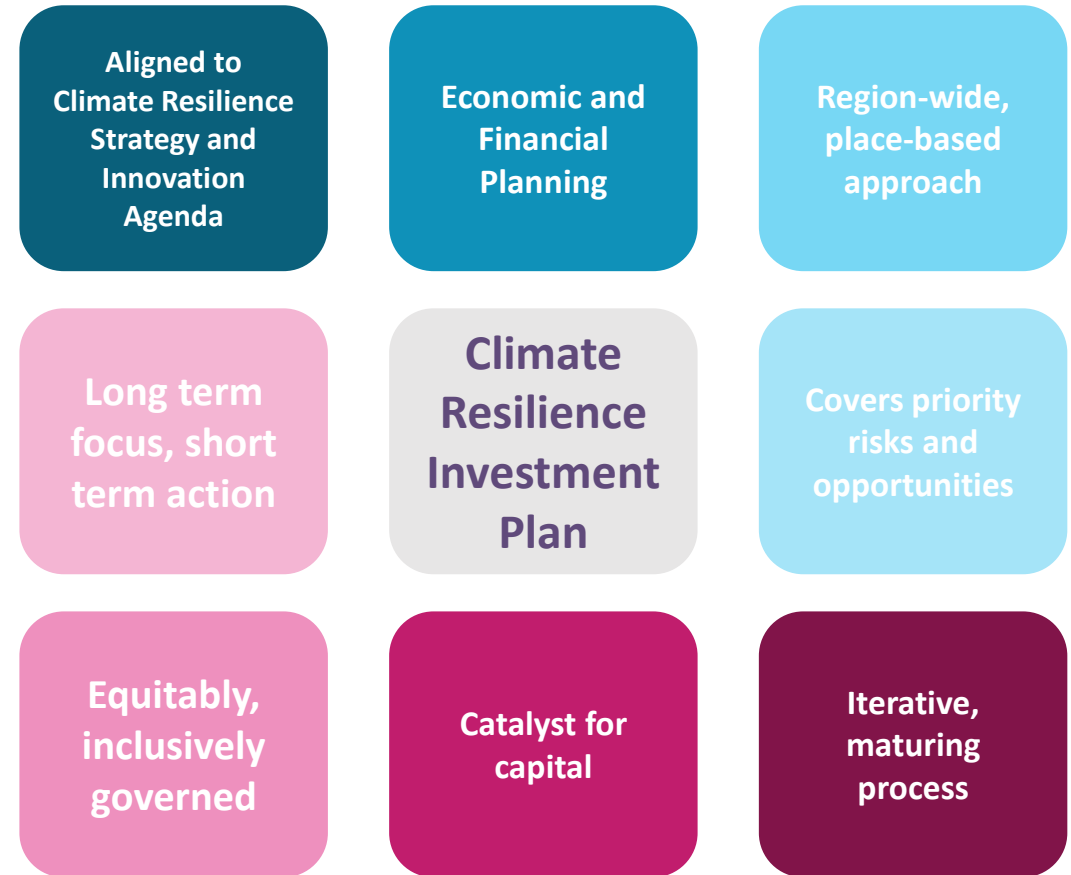 Aligned to
Climate Resilience
Strategy and
Innovation
Agenda
Economic and
Financial
Planning
Region-wide,
place-based
approach
Long term
focus, short
term action
Climate
Resilience
Investment
Plan
Covers priority
risks and
opportunities
Equitably,
inclusively
governed
Catalyst for
capital
Iterative,
maturing
process